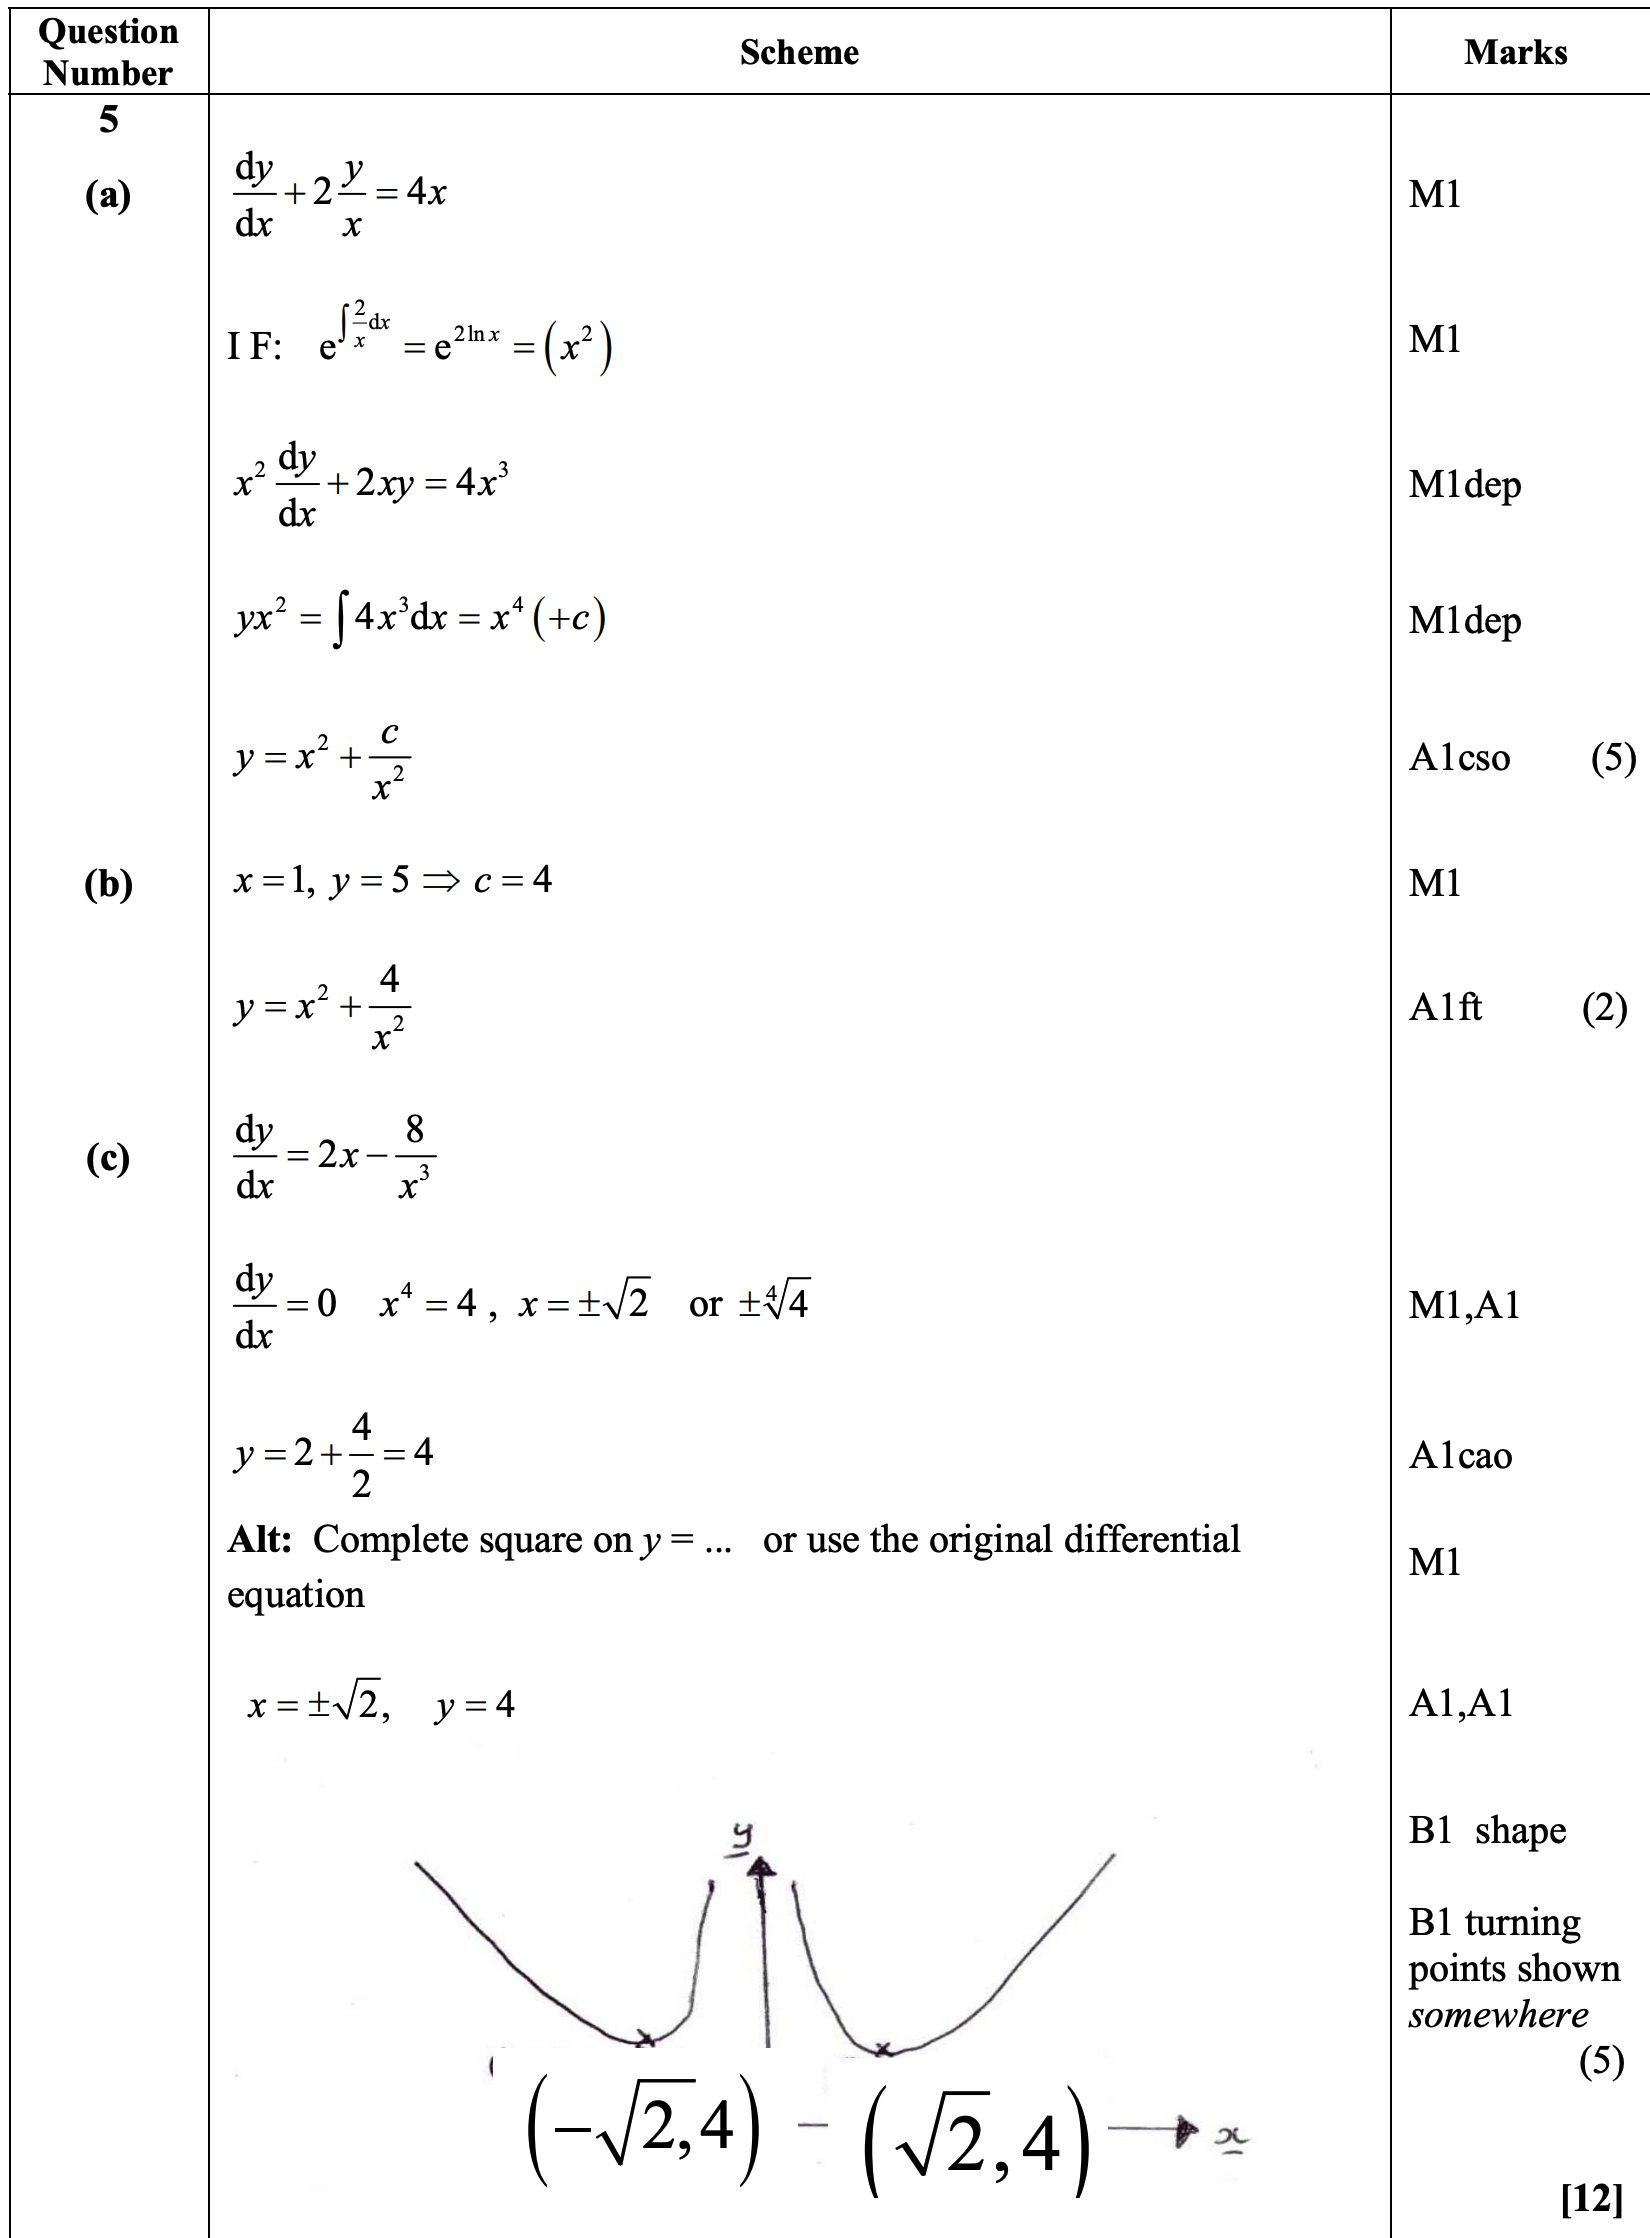 Question Number Scheme Marks
5
(a) dy/dx + 2 y/x = 4x M1
I F: e^(∫ 2/x dx) = e^(2 ln x) = (x²) M1
x² dy/dx + 2xy = 4x³ M1dep
yx² = ∫4x³dx = x⁴ (+c) M1dep
y = x² + c/x² A1cso (5)
(b) x = 1, y = 5 ⇒ c = 4 M1
y = x² + 4/x² A1ft (2)
(c) dy/dx = 2x − 8/x³
dy/dx = 0 x⁴ = 4 , x = ±√2 or ±∜4 M1,A1
y = 2 + 4/2 = 4 A1cao
Alt: Complete square on y = ... or use the original differential
equation M1
x = ±√2, y = 4 A1,A1
B1 shape
y
B1 turning
points shown
somewhere
(5)
(−√2, 4) (√2, 4) x
[12]